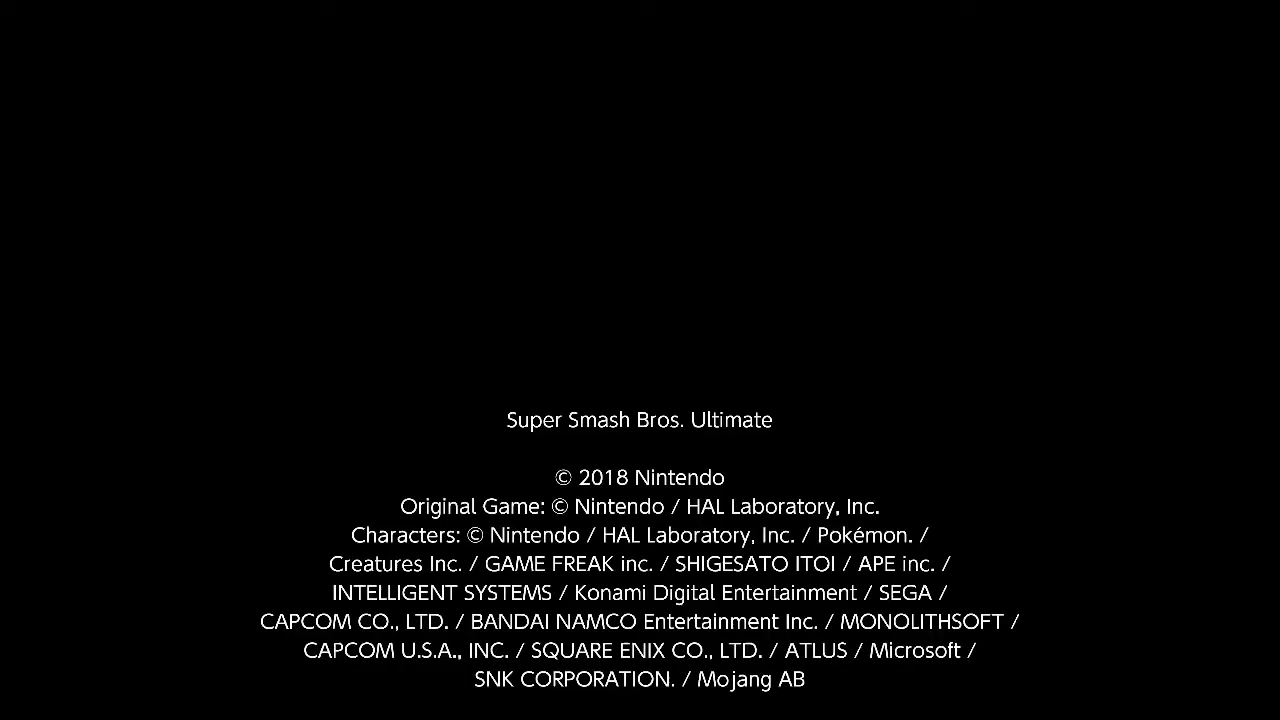 Super Smash Bros. Ultimate
© 2018 Nintendo
Original Game: © Nintendo / HAL Laboratory, Inc.
Characters: © Nintendo / HAL Laboratory, Inc. / Pokémon. /
Creatures Inc. / GAME FREAK inc. / SHIGESATO ITOI / APE inc. /
INTELLIGENT SYSTEMS / Konami Digital Entertainment / SEGA /
CAPCOM CO., LTD. / BANDAI NAMCO Entertainment Inc. / MONOLITHSOFT /
CAPCOM U.S.A., INC. / SQUARE ENIX CO., LTD. / ATLUS / Microsoft /
SNK CORPORATION. / Mojang AB